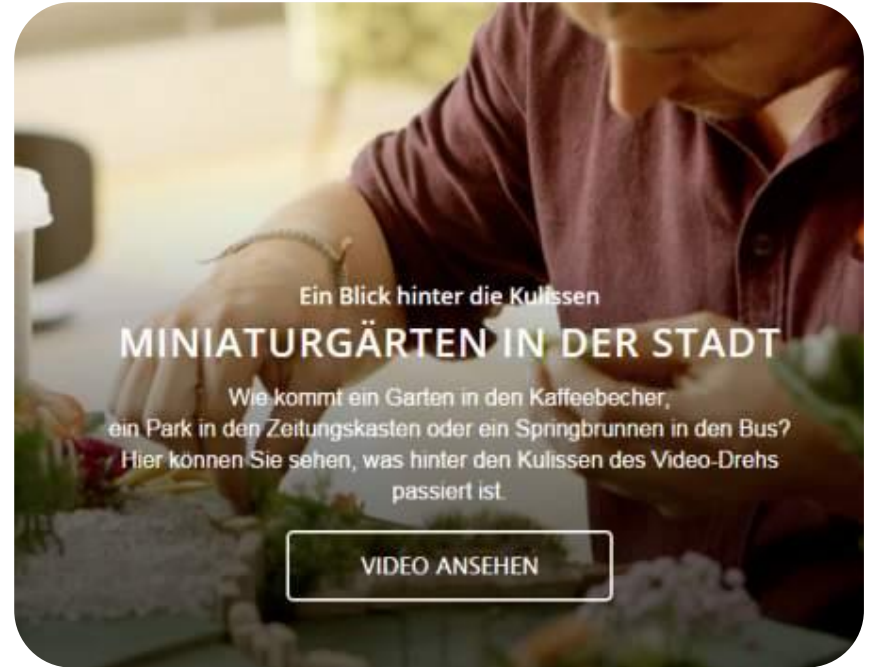 Ein Blick hinter die Kulissen
MINIATURGÄRTEN IN DER STADT
Wie kommt ein Garten in den Kaffeebecher,
ein Park in den Zeitungskasten oder ein Springbrunnen in den Bus?
Hier können Sie sehen, was hinter den Kulissen des Video-Drehs
passiert ist.
VIDEO ANSEHEN